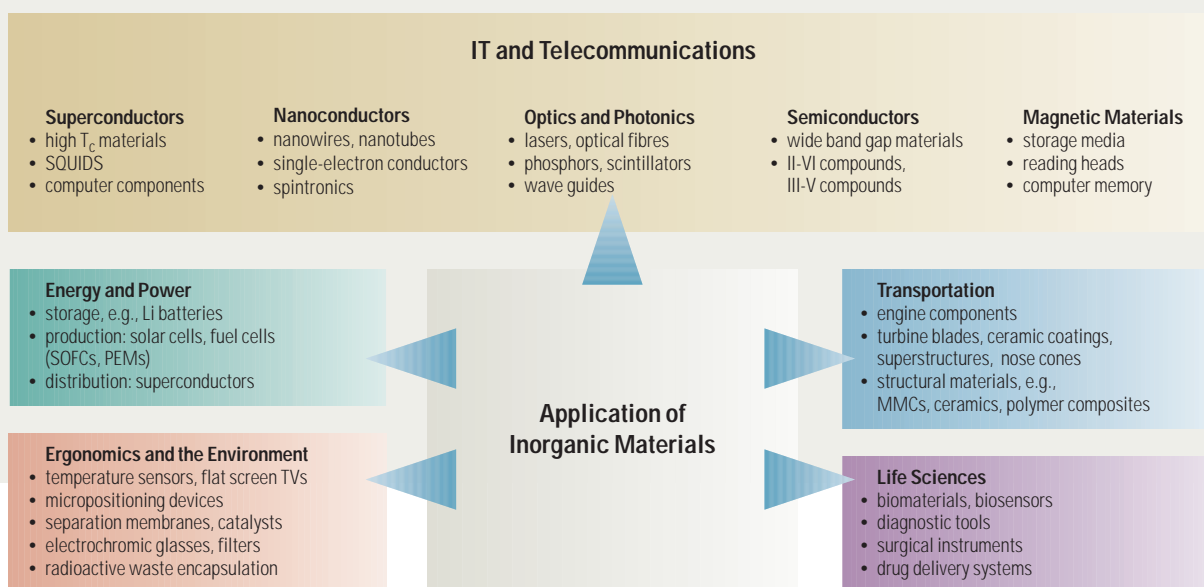 IT and Telecommunications
Superconductors
• high T_C materials
• SQUIDS
• computer components
Nanoconductors
• nanowires, nanotubes
• single-electron conductors
• spintronics
Optics and Photonics
• lasers, optical fibres
• phosphors, scintillators
• wave guides
Semiconductors
• wide band gap materials
• II-VI compounds,
III-V compounds
Magnetic Materials
• storage media
• reading heads
• computer memory
Energy and Power
• storage, e.g., Li batteries
• production: solar cells, fuel cells
(SOFCs, PEMs)
• distribution: superconductors
Transportation
• engine components
• turbine blades, ceramic coatings,
superstructures, nose cones
• structural materials, e.g.,
MMCs, ceramics, polymer composites
Application of
Inorganic Materials
Ergonomics and the Environment
• temperature sensors, flat screen TVs
• micropositioning devices
• separation membranes, catalysts
• electrochromic glasses, filters
• radioactive waste encapsulation
Life Sciences
• biomaterials, biosensors
• diagnostic tools
• surgical instruments
• drug delivery systems